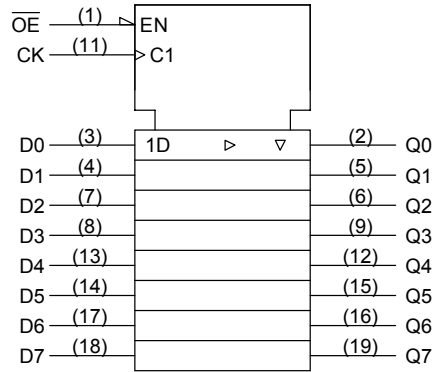 OE (1) EN
CK (11) C1
D0 (3) 1D (2) Q0
D1 (4) (5) Q1
D2 (7) (6) Q2
D3 (8) (9) Q3
D4 (13) (12) Q4
D5 (14) (15) Q5
D6 (17) (16) Q6
D7 (18) (19) Q7